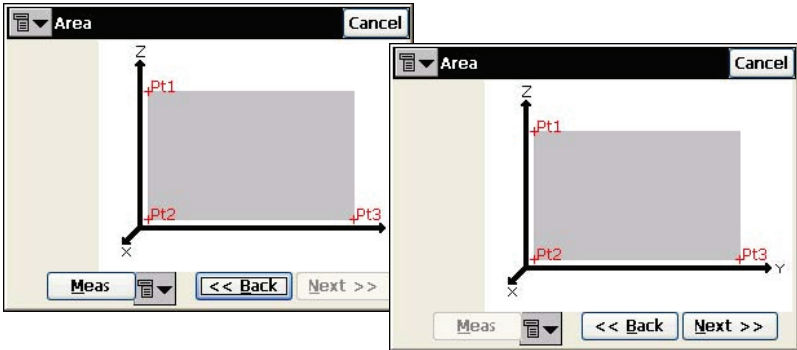 Area Cancel
Z
Pt1
Pt2 Pt3
X
Meas << Back Next >>
Area Cancel
Z
Pt1
Pt2 Pt3
Y
X
Meas << Back Next >>